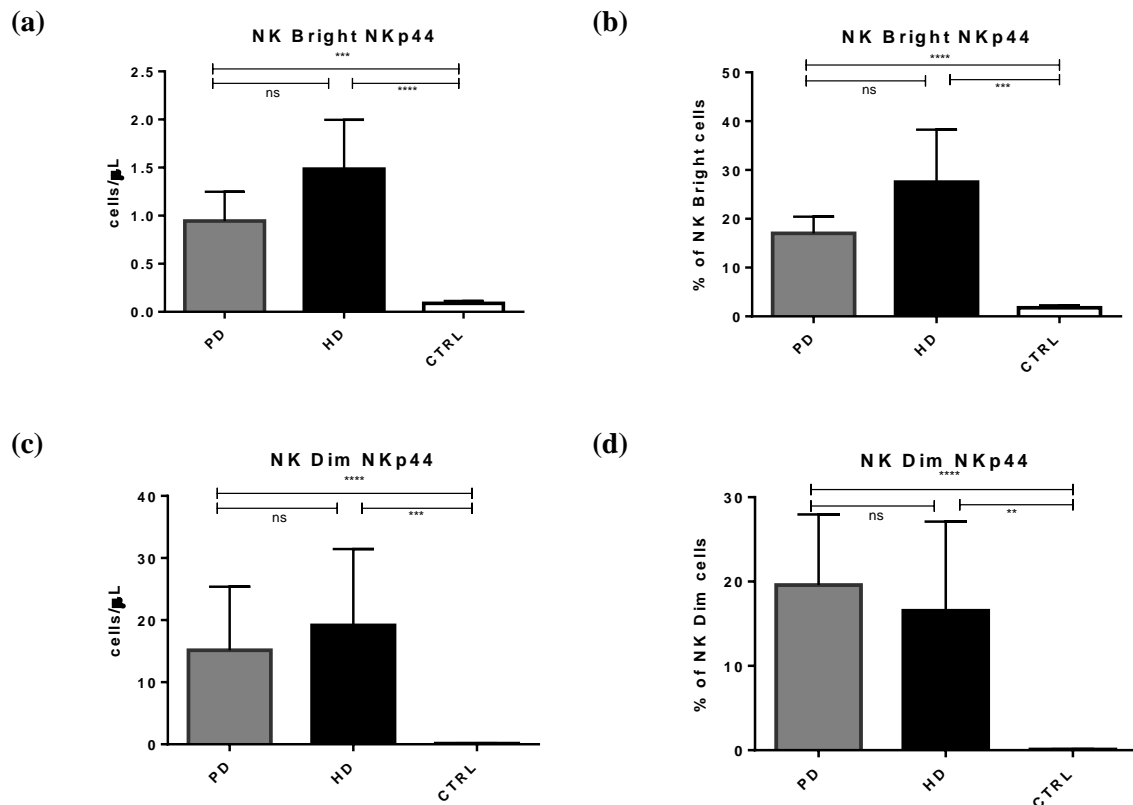 (a)
NK Bright NKp44
***
ns
****
2.5
2.0
1.5
1.0
0.5
0.0
cells/μL
PD
HD
CTRL
(b)
NK Bright NKp44
****
ns
***
50
40
30
20
10
0
% of NK Bright cells
PD
HD
CTRL
(c)
NK Dim NKp44
****
ns
***
40
30
20
10
0
cells/μL
PD
HD
CTRL
(d)
NK Dim NKp44
****
ns
**
30
20
10
0
% of NK Dim cells
PD
HD
CTRL